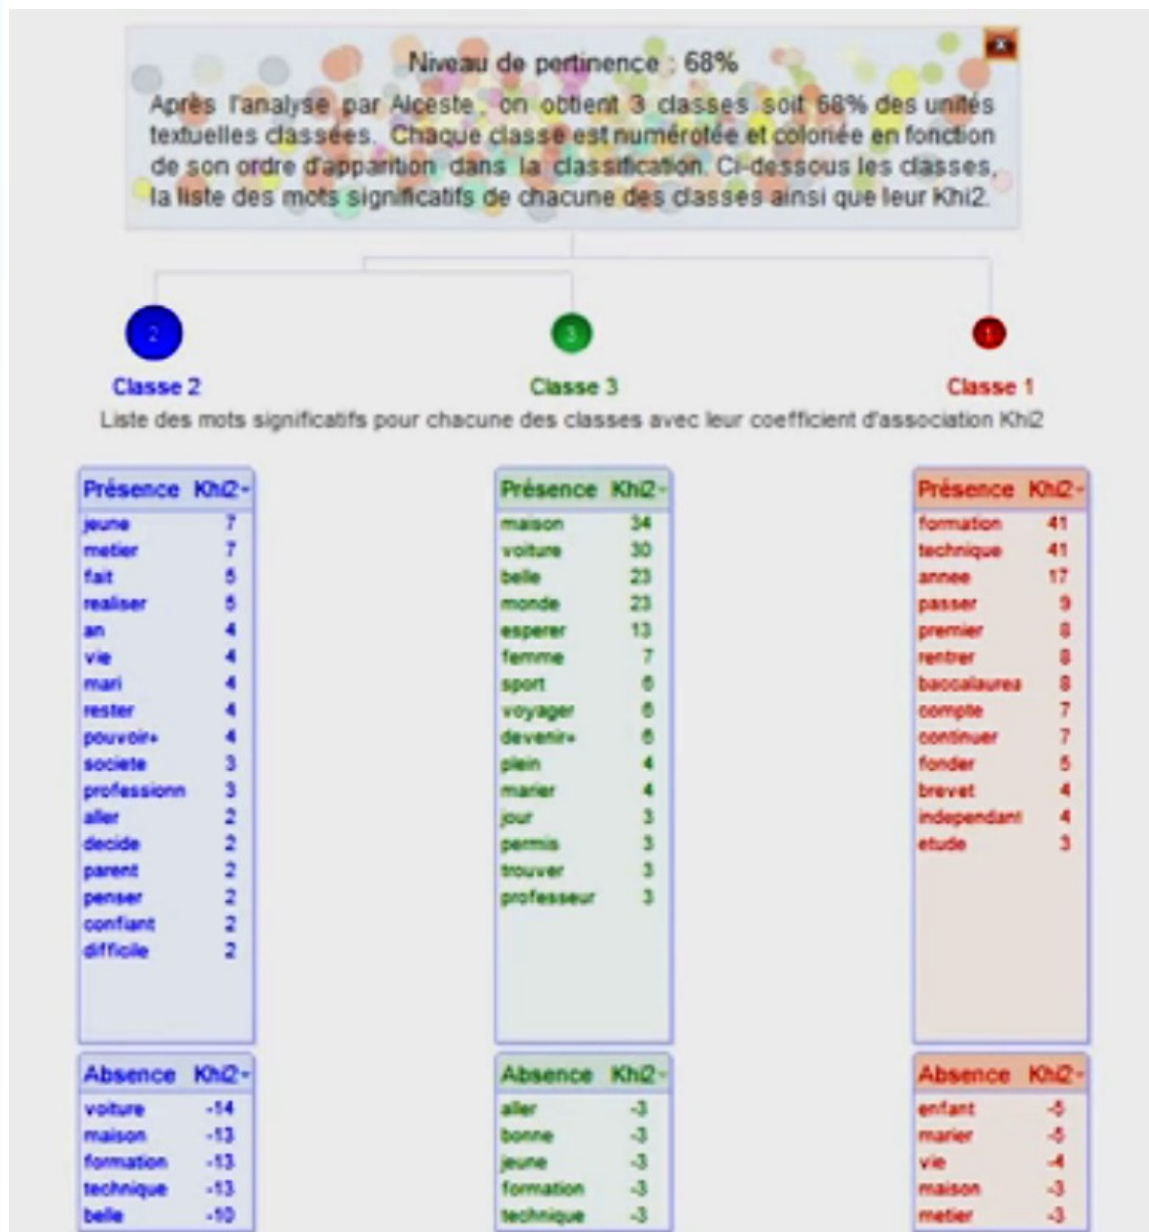 Niveau de pertinence : 68%
x
Après l'analyse par Alceste, on obtient 3 classes soit 68% des unités
textuelles classées. Chaque classe est numérotée et coloriée en fonction
de son ordre d'apparition dans la classification. Ci-dessous les classes,
la liste des mots significatifs de chacune des classes ainsi que leur Khi2.
2 3 1
Classe 2 Classe 3 Classe 1
Liste des mots significatifs pour chacune des classes avec leur coefficient d'association Khi2
Présence Khi2
jeune 7
metier 7
fait 5
realiser 5
an 4
vie 4
mari 4
rester 4
pouvoir+ 4
societe 3
professionn 3
aller 2
decide 2
parent 2
penser 2
confiant 2
difficile 2
Absence Khi2
voiture -14
maison -13
formation -13
technique -13
belle -10
Présence Khi2
maison 34
voiture 30
belle 23
monde 23
esperer 13
femme 7
sport 6
voyager 6
devenir+ 6
plein 4
marier 4
jour 3
permis 3
trouver 3
professeur 3
Absence Khi2
aller -3
bonne -3
jeune -3
formation -3
technique -3
Présence Khi2
formation 41
technique 41
annee 17
passer 9
premier 8
rentrer 8
baccalaurea 8
compte 7
continuer 7
fonder 5
brevet 4
independant 4
etude 3
Absence Khi2
enfant -5
marier -5
vie -4
maison -3
metier -3